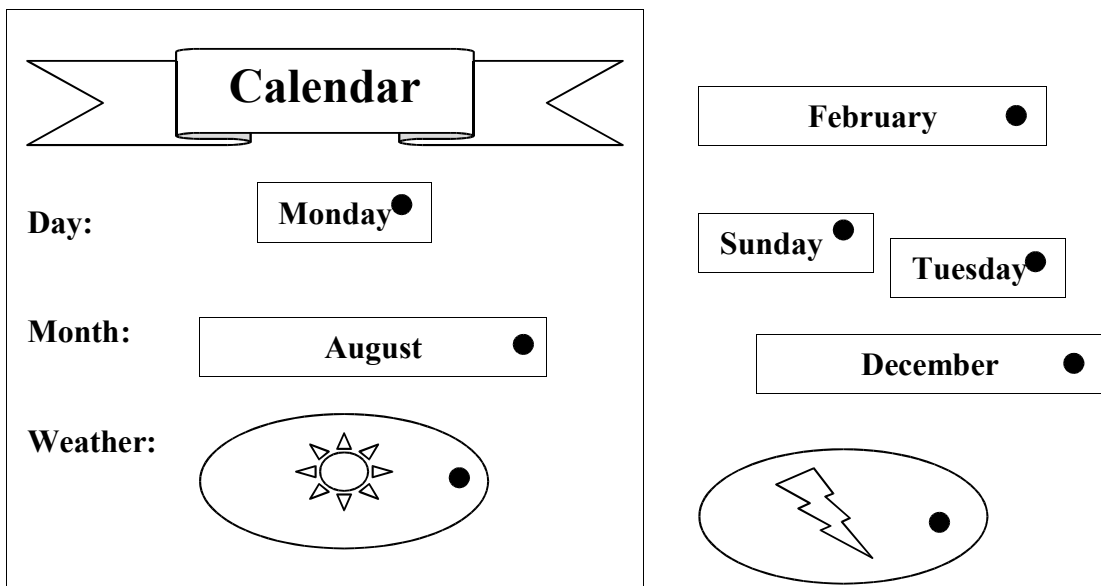 Calendar
Day:
Monday
Month:
August
Weather:
February
Sunday
Tuesday
December